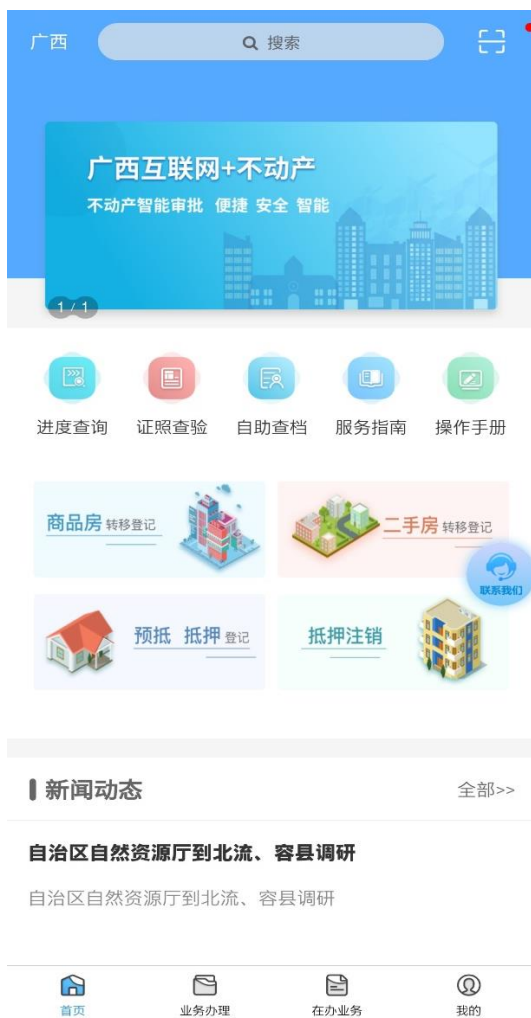 广西
搜索
广西互联网+不动产
不动产智能审批 便捷 安全 智能
1/1
进度查询 证照查验 自助查档 服务指南 操作手册
商品房 转移登记
二手房 转移登记
联系我们
预抵 抵押 登记
抵押注销
新闻动态
全部>>
自治区自然资源厅到北流、容县调研
自治区自然资源厅到北流、容县调研
首页 业务办理 在办业务 我的